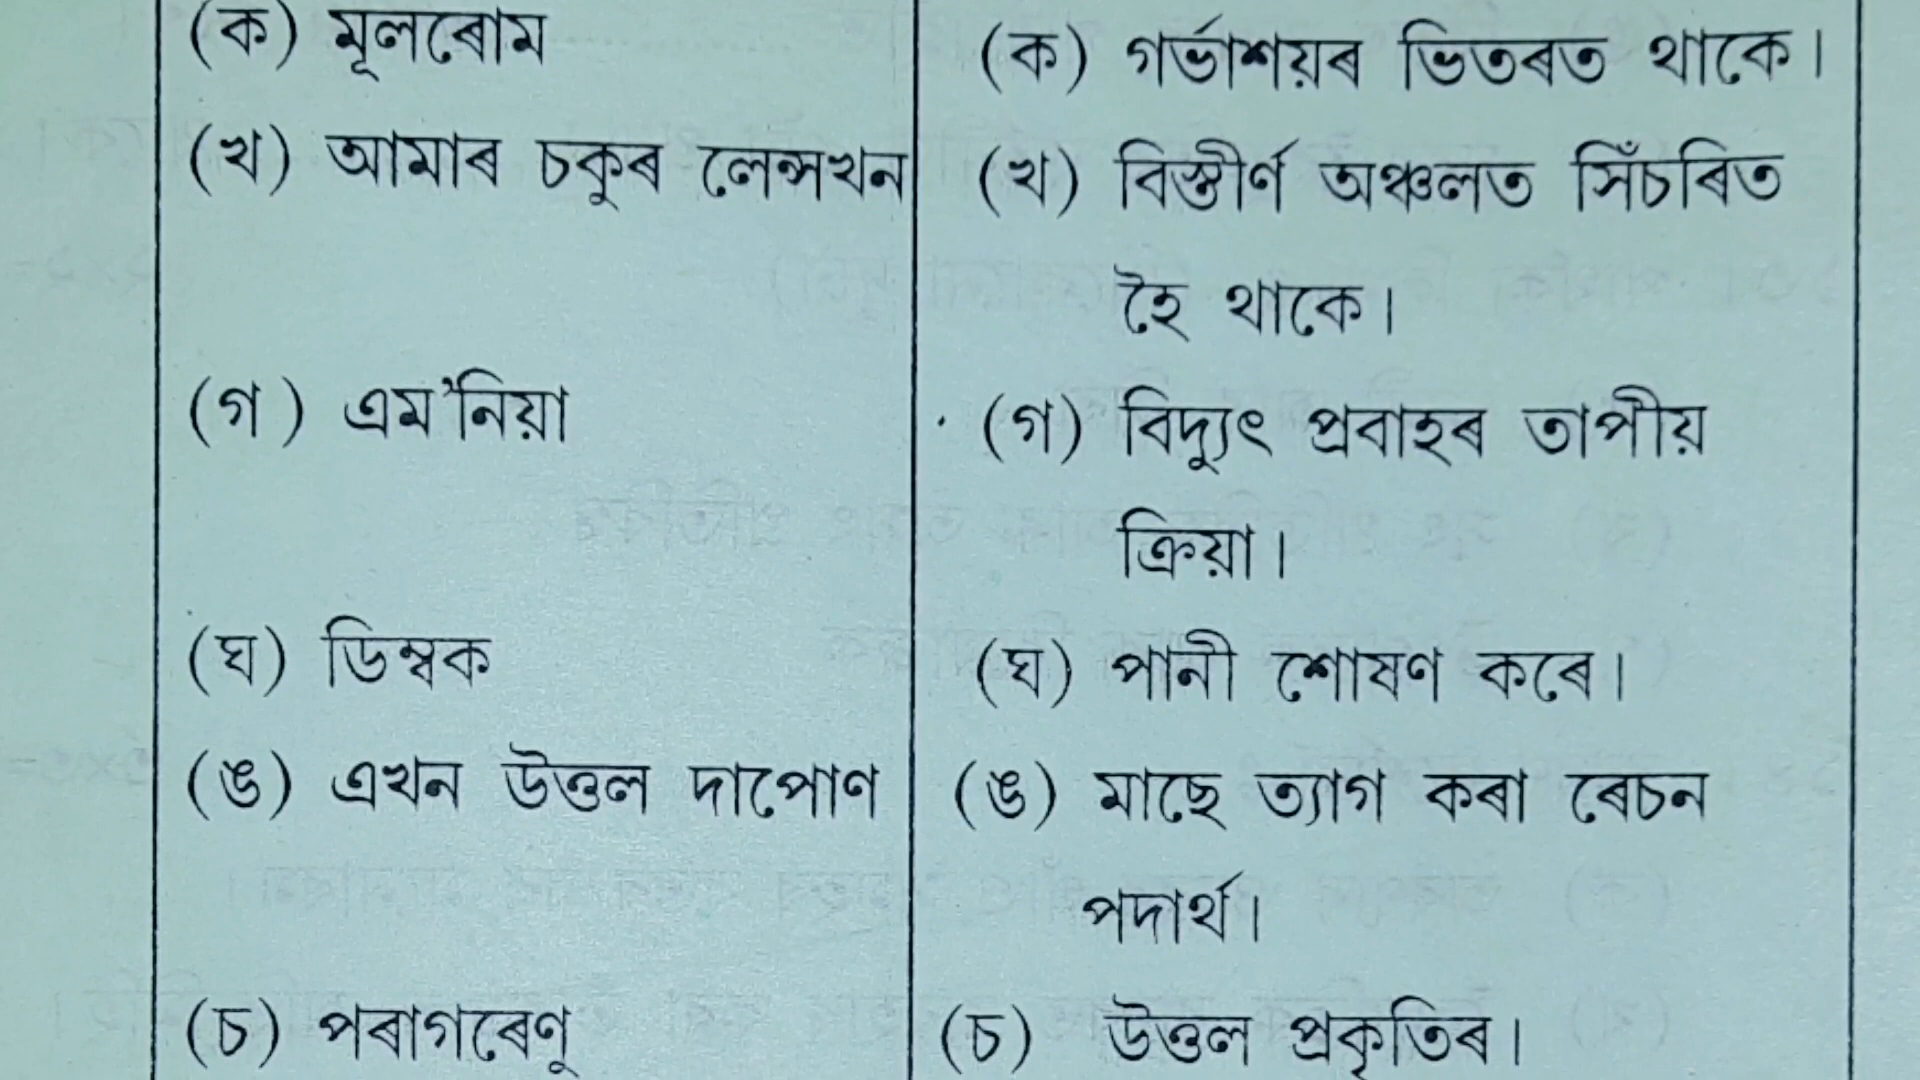 (ক) মূলৰোম
(খ) আমাৰ চকুৰ লেন্সখন
(গ) এম'নিয়া
(ঘ) ডিম্বক
(ঙ) এখন উত্তল দাপোণ
(চ) পৰাগৰেণু
(ক) গৰ্ভাশয়ৰ ভিতৰত থাকে।
(খ) বিস্তীৰ্ণ অঞ্চলত সিঁচৰিত
হৈ থাকে।
(গ) বিদ্যুৎ প্ৰবাহৰ তাপীয়
ক্ৰিয়া।
(ঘ) পানী শোষণ কৰে।
(ঙ) মাছে ত্যাগ কৰা ৰেচন
পদাৰ্থ।
(চ) উত্তল প্ৰকৃতিৰ।